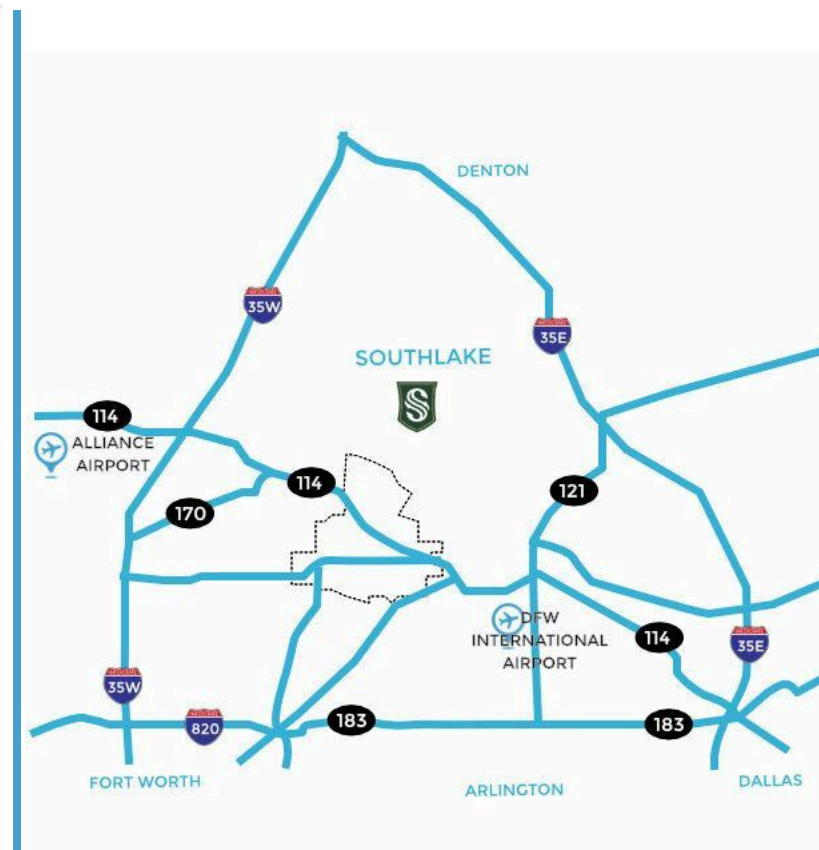 DENTON
35W
35E
SOUTHLAKE
S
114
ALLIANCE
AIRPORT
114
170
121
DFW
INTERNATIONAL
AIRPORT
114
35E
35W
820
183
183
FORT WORTH
ARLINGTON
DALLAS